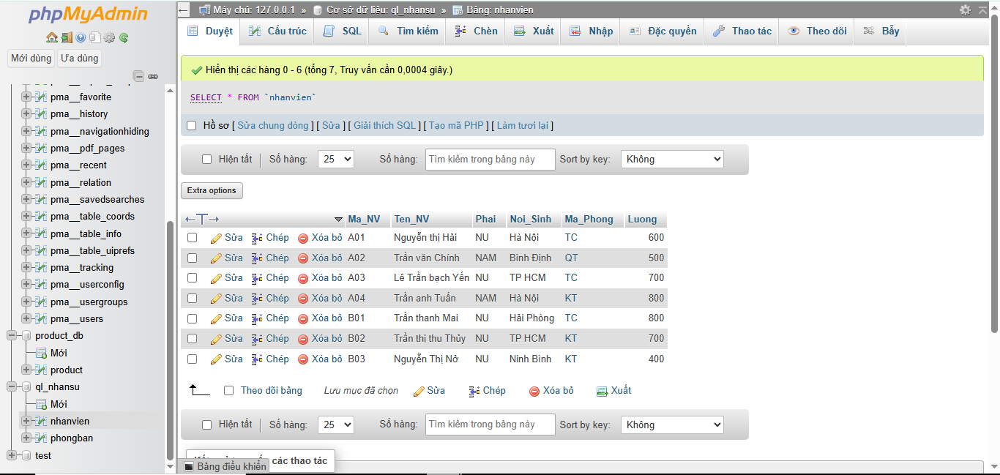 phpMyAdmin
Mới dùng Ưa dùng
pma__favorite
pma__history
pma__navigationhiding
pma__pdf_pages
pma__recent
pma__relation
pma__savedsearches
pma__table_coords
pma__table_info
pma__table_uiprefs
pma__tracking
pma__userconfig
pma__usergroups
pma__users
product_db
Mới
product
ql_nhansu
Mới
nhanvien
phongban
test
Máy chủ: 127.0.0.1 » Cơ sở dữ liệu: ql_nhansu » Bảng: nhanvien
Duyệt Cấu trúc SQL Tìm kiếm Chèn Xuất Nhập Đặc quyền Thao tác Theo dõi Bẫy
Hiển thị các hàng 0 - 6 (tổng 7, Truy vấn cần 0,0004 giây.)
SELECT * FROM `nhanvien`
Hồ sơ [ Sửa chung dòng ] [ Sửa ] [ Giải thích SQL ] [ Tạo mã PHP ] [ Làm tươi lại ]
Hiện tất | Số hàng: 25 Số hàng: Tìm kiếm trong bảng này Sort by key: Không
Extra options
Ma_NV Ten_NV Phai Noi_Sinh Ma_Phong Luong
Sửa Chép Xóa bỏ A01 Nguyễn thị Hải NU Hà Nội TC 600
Sửa Chép Xóa bỏ A02 Trần văn Chính NAM Bình Định QT 500
Sửa Chép Xóa bỏ A03 Lê Trần bạch Yến NU TP HCM TC 700
Sửa Chép Xóa bỏ A04 Trần anh Tuấn NAM Hà Nội KT 800
Sửa Chép Xóa bỏ B01 Trần thanh Mai NU Hải Phòng TC 800
Sửa Chép Xóa bỏ B02 Trần thị thu Thủy NU TP HCM KT 700
Sửa Chép Xóa bỏ B03 Nguyễn Thị Nở NU Ninh Bình KT 400
Theo dõi bảng Lưu mục đã chọn Sửa Chép Xóa bỏ Xuất
Hiện tất | Số hàng: 25 Số hàng: Tìm kiếm trong bảng này Sort by key: Không
các thao tác
Bảng điều khiển